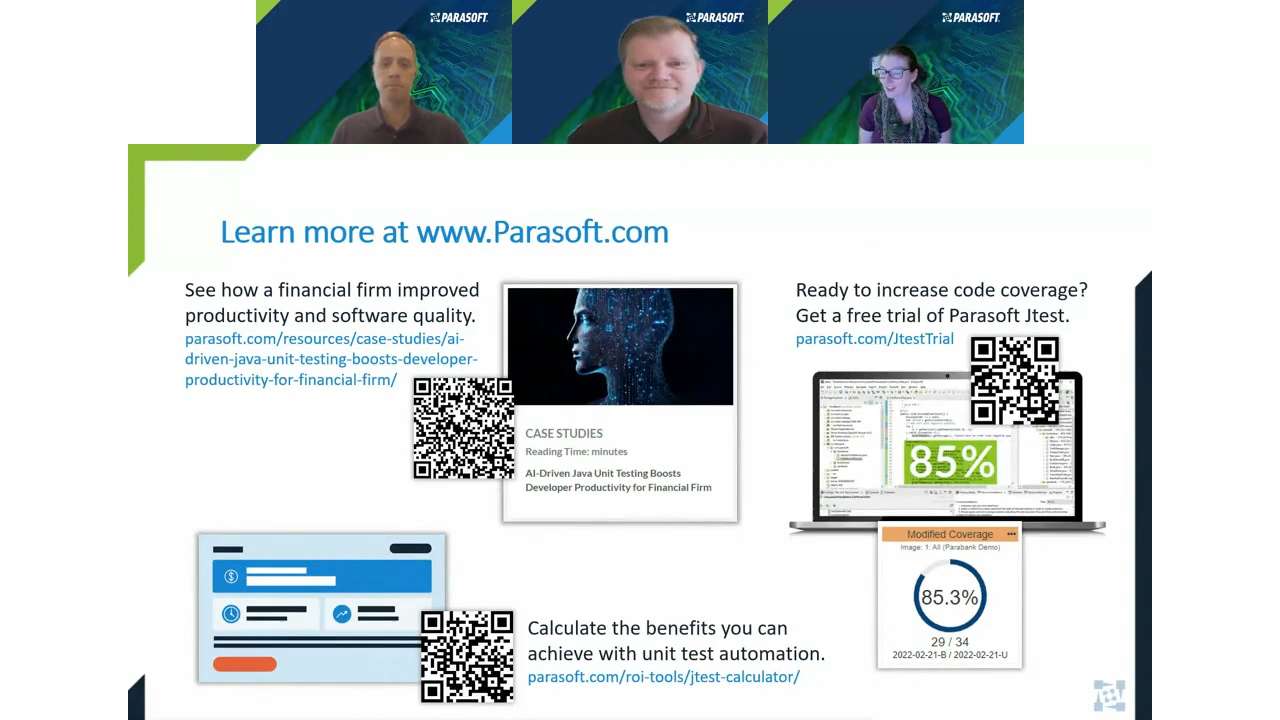 PARASOFT.
PARASOFT.
PARASOFT.
Learn more at www.Parasoft.com
See how a financial firm improved
productivity and software quality.
parasoft.com/resources/case-studies/ai-
driven-java-unit-testing-boosts-developer-
productivity-for-financial-firm/
CASE STUDIES
Reading Time: minutes
AI-Driven Java Unit Testing Boosts
Developer Productivity for Financial Firm
Ready to increase code coverage?
Get a free trial of Parasoft Jtest.
parasoft.com/JtestTrial
85%
Modified Coverage
Image: 1: All (Parabank Demo)
85.3%
29 / 34
2022-02-21-B / 2022-02-21-U
Calculate the benefits you can
achieve with unit test automation.
parasoft.com/roi-tools/jtest-calculator/